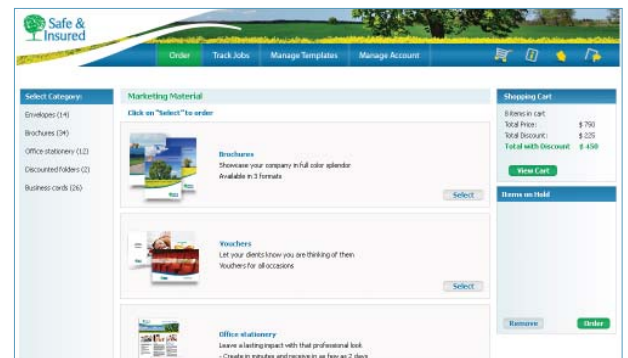 Safe &
Insured
Order Track Jobs Manage Templates Manage Account
Select Category:
Envelopes (14)
Brochures (34)
Office stationery (12)
Discounted Folders (2)
Business cards (26)
Marketing Material
Click on "Select" to order
Brochures
Showcase your company in full color splendor
Available in 3 formats
Select
Vouchers
Let your clients know you are thinking of them
Vouchers for all occasions
Select
Office stationery
Leave a lasting impact with that professional look
- Create in minutes and receive in as few as 2 days
Shopping Cart
8 items in cart
Total Price: $ 750
Total Discount: $ 225
Total with Discount $ 450
View Cart
Items on Hold
Remove Order